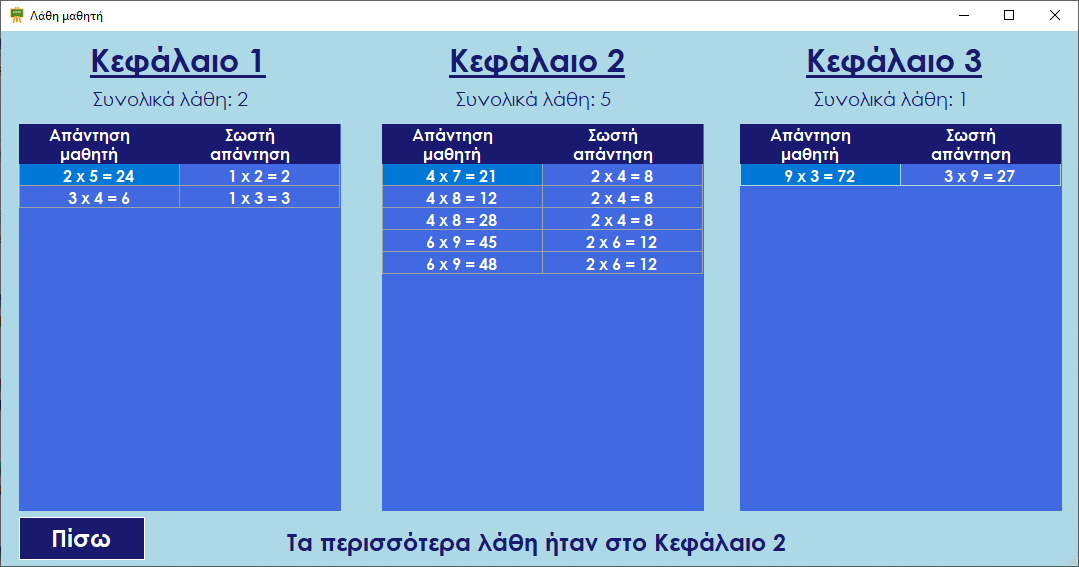 Λάθη μαθητή
Κεφάλαιο 1
Συνολικά λάθη: 2
Απάντηση μαθητή Σωστή απάντηση
2 x 5 = 24 1 x 2 = 2
3 x 4 = 6 1 x 3 = 3
Κεφάλαιο 2
Συνολικά λάθη: 5
Απάντηση μαθητή Σωστή απάντηση
4 x 7 = 21 2 x 4 = 8
4 x 8 = 12 2 x 4 = 8
4 x 8 = 28 2 x 4 = 8
6 x 9 = 45 2 x 6 = 12
6 x 9 = 48 2 x 6 = 12
Κεφάλαιο 3
Συνολικά λάθη: 1
Απάντηση μαθητή Σωστή απάντηση
9 x 3 = 72 3 x 9 = 27
Πίσω
Τα περισσότερα λάθη ήταν στο Κεφάλαιο 2